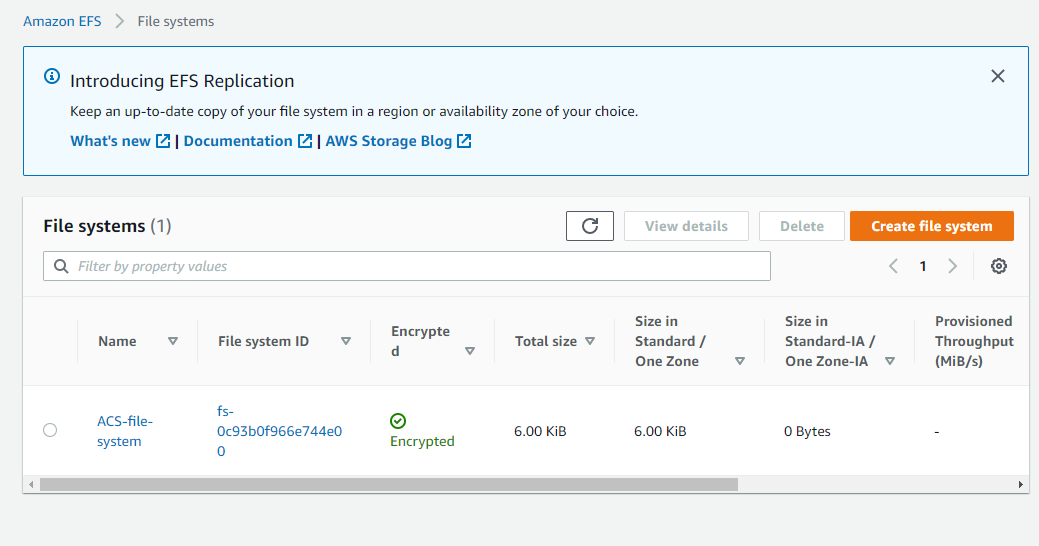 Amazon EFS > File systems
Introducing EFS Replication
Keep an up-to-date copy of your file system in a region or availability zone of your choice.
What's new | Documentation | AWS Storage Blog
File systems (1)
View details
Delete
Create file system
Filter by property values
1
Name
File system ID
Encrypte
d
Total size
Size in
Standard /
One Zone
Size in
Standard-IA /
One Zone-IA
Provisioned
Throughput
(MiB/s)
ACS-file-
system
fs-
0c93b0f966e744e0
0
Encrypted
6.00 KiB
6.00 KiB
0 Bytes
-